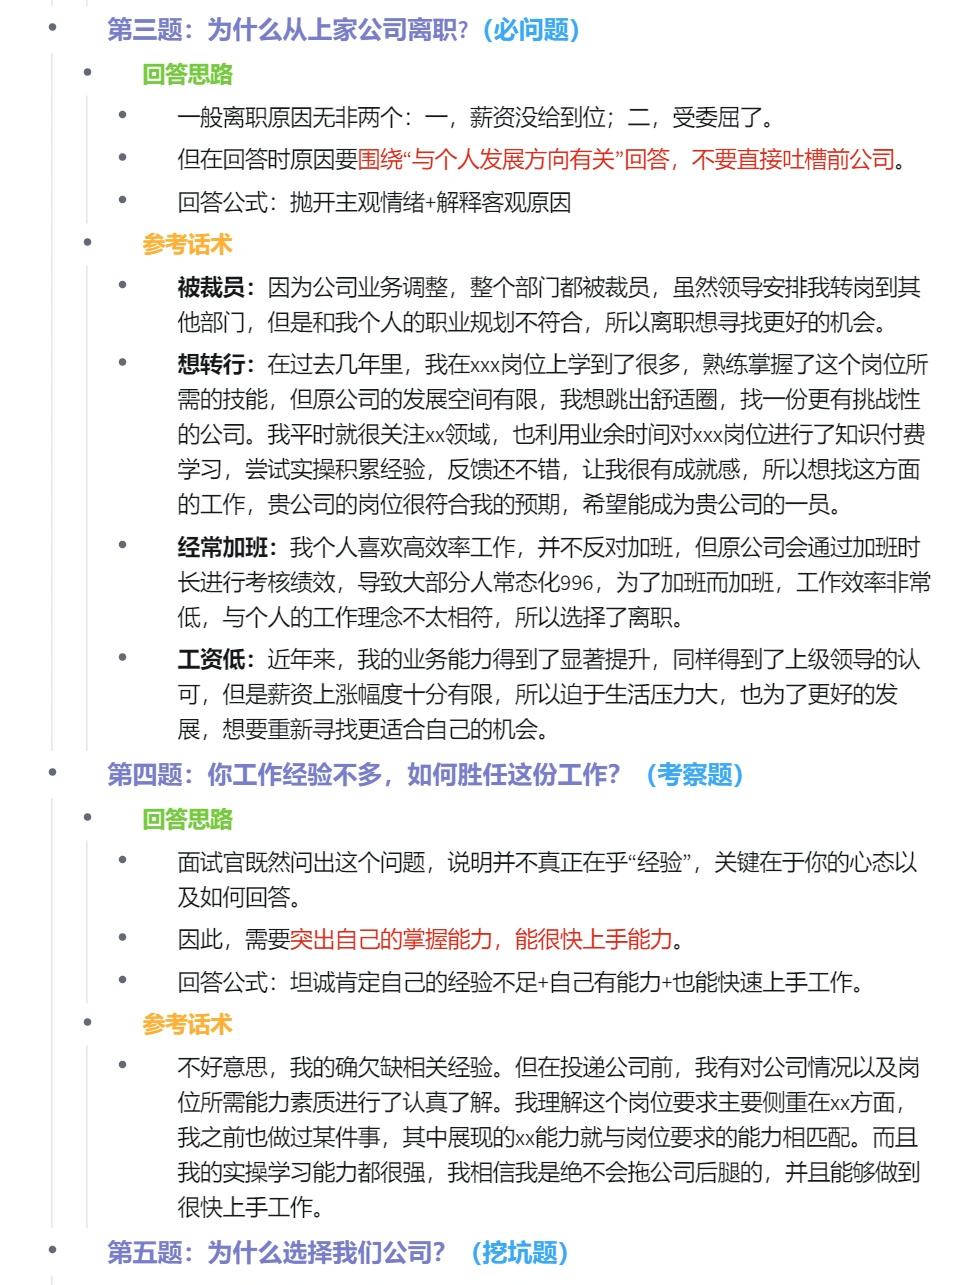 第三题：为什么从上家公司离职?（必问题）
回答思路
一般离职原因无非两个：一，薪资没给到位；二，受委屈了。
但在回答时原因要围绕“与个人发展方向有关”回答，不要直接吐槽前公司。
回答公式：抛开主观情绪+解释客观原因
参考话术
被裁员：因为公司业务调整，整个部门都被裁员，虽然领导安排我转岗到其
他部门，但是和我个人的职业规划不符合，所以离职想寻找更好的机会。
想转行：在过去几年里，我在xxx岗位上学到了很多，熟练掌握了这个岗位所
需的技能，但原公司的发展空间有限，我想跳出舒适圈，找一份更有挑战性
的公司。我平时就很关注xx领域，也利用业余时间对xxx岗位进行了知识付费
学习，尝试实操积累经验，反馈还不错，让我很有成就感，所以想找这方面
的工作，贵公司的岗位很符合我的预期，希望能成为贵公司的一员。
经常加班：我个人喜欢高效率工作，并不反对加班，但原公司会通过加班时
长进行考核绩效，导致大部分人常态化996，为了加班而加班，工作效率非常
低，与个人的工作理念不太相符，所以选择了离职。
工资低：近年来，我的业务能力得到了显著提升，同样得到了上级领导的认
可，但是薪资上涨幅度十分有限，所以迫于生活压力大，也为了更好的发
展，想要重新寻找更适合自己的机会。
第四题：你工作经验不多，如何胜任这份工作？（考察题）
回答思路
面试官既然问出这个问题，说明并不真正在乎“经验”，关键在于你的心态以
及如何回答。
因此，需要突出自己的掌握能力，能很快上手能力。
回答公式：坦诚肯定自己的经验不足+自己有能力+也能快速上手工作。
参考话术
不好意思，我的确欠缺相关经验。但在投递公司前，我有对公司情况以及岗
位所需能力素质进行了认真了解。我理解这个岗位要求主要侧重在xx方面，
我之前也做过某件事，其中展现的xx能力就与岗位要求的能力相匹配。而且
我的实操学习能力都很强，我相信我是绝不会拖公司后腿的，并且能够做到
很快上手工作。
第五题：为什么选择我们公司？（挖坑题）